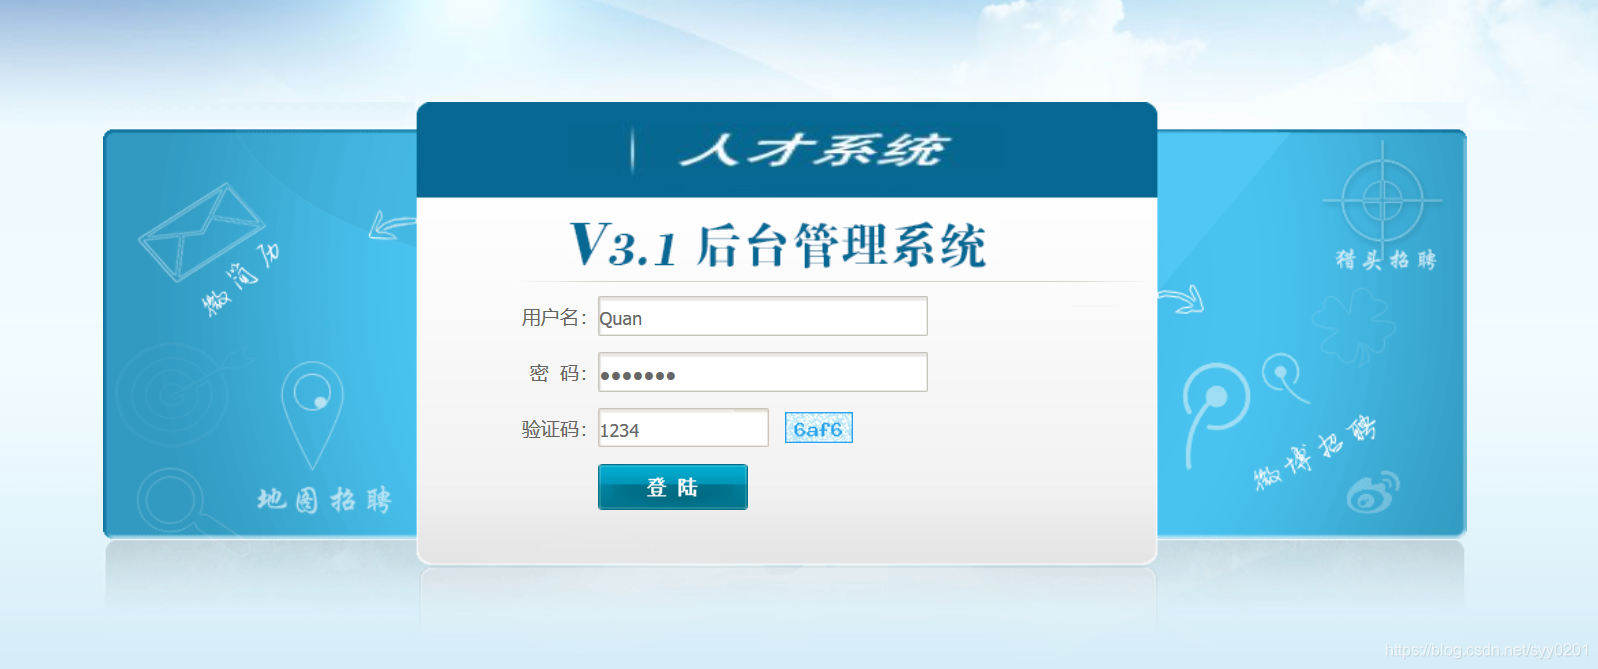 人才系统
V3.1 后台管理系统
用户名：
Quan
密 码：
•••••••
验证码：
1234
6af6
登 陆
微简历
地图招聘
猎头招聘
微博招聘
https://blog.csdn.net/syy0201